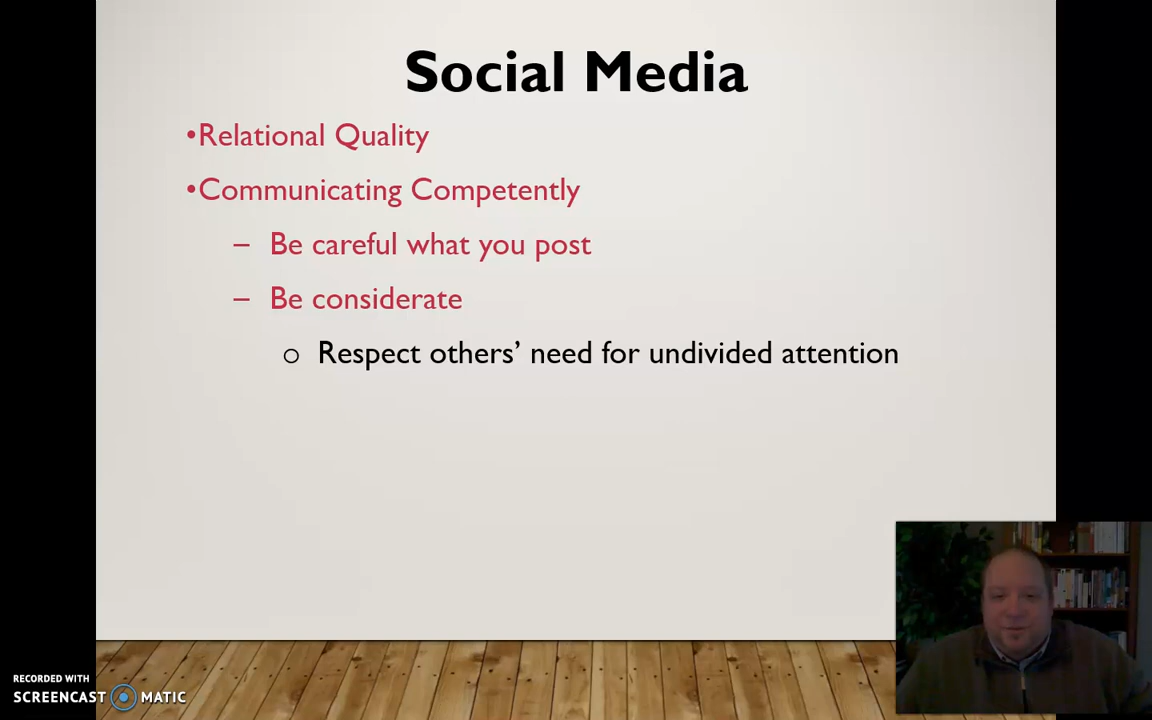 Social Media
•Relational Quality
•Communicating Competently
– Be careful what you post
– Be considerate
o Respect others’ need for undivided attention
RECORDED WITH
SCREENCAST MATIC